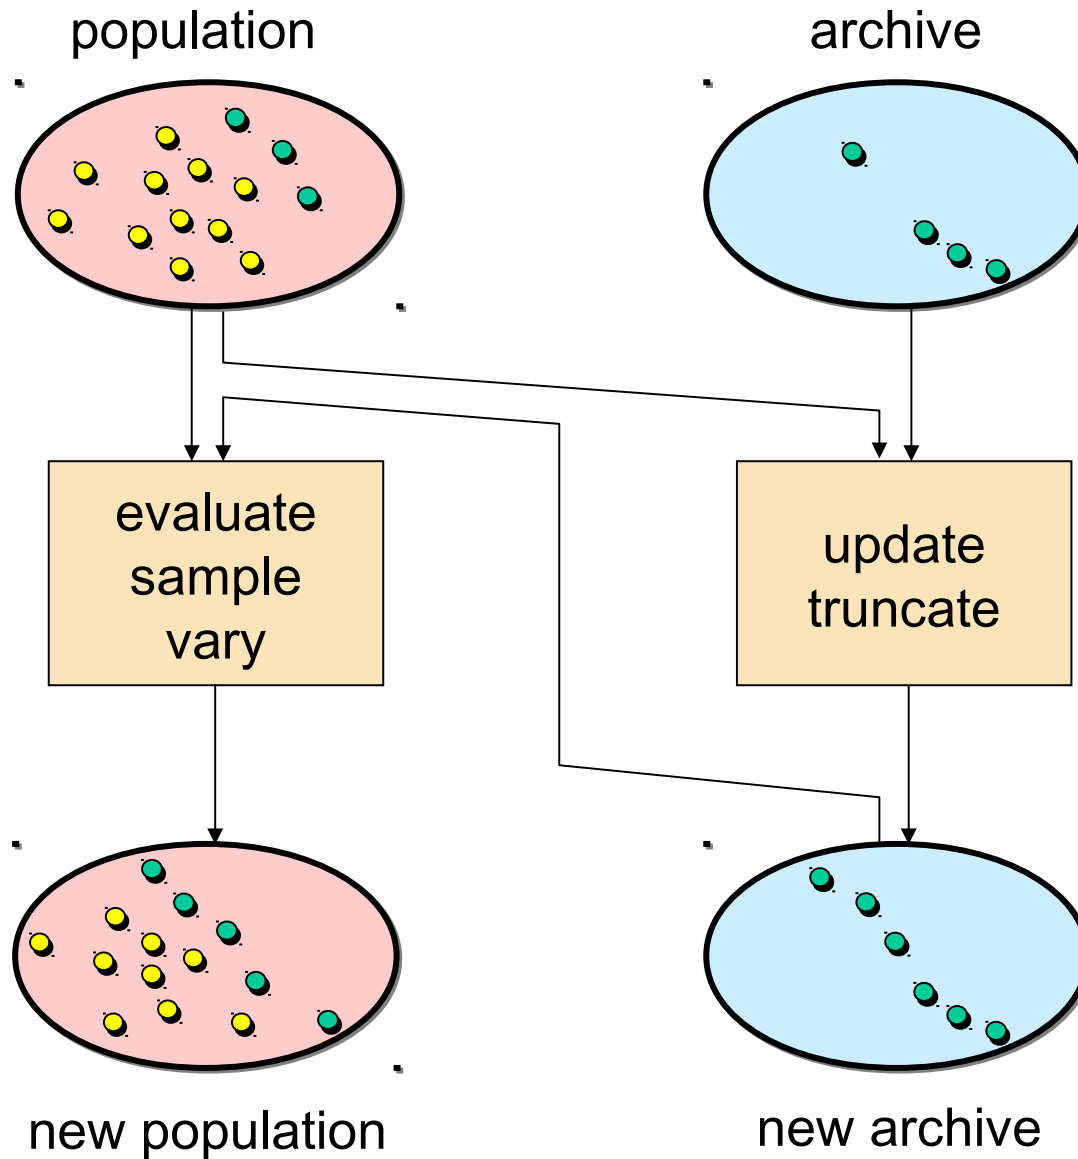 population
archive
evaluate
sample
vary
update
truncate
new population
new archive